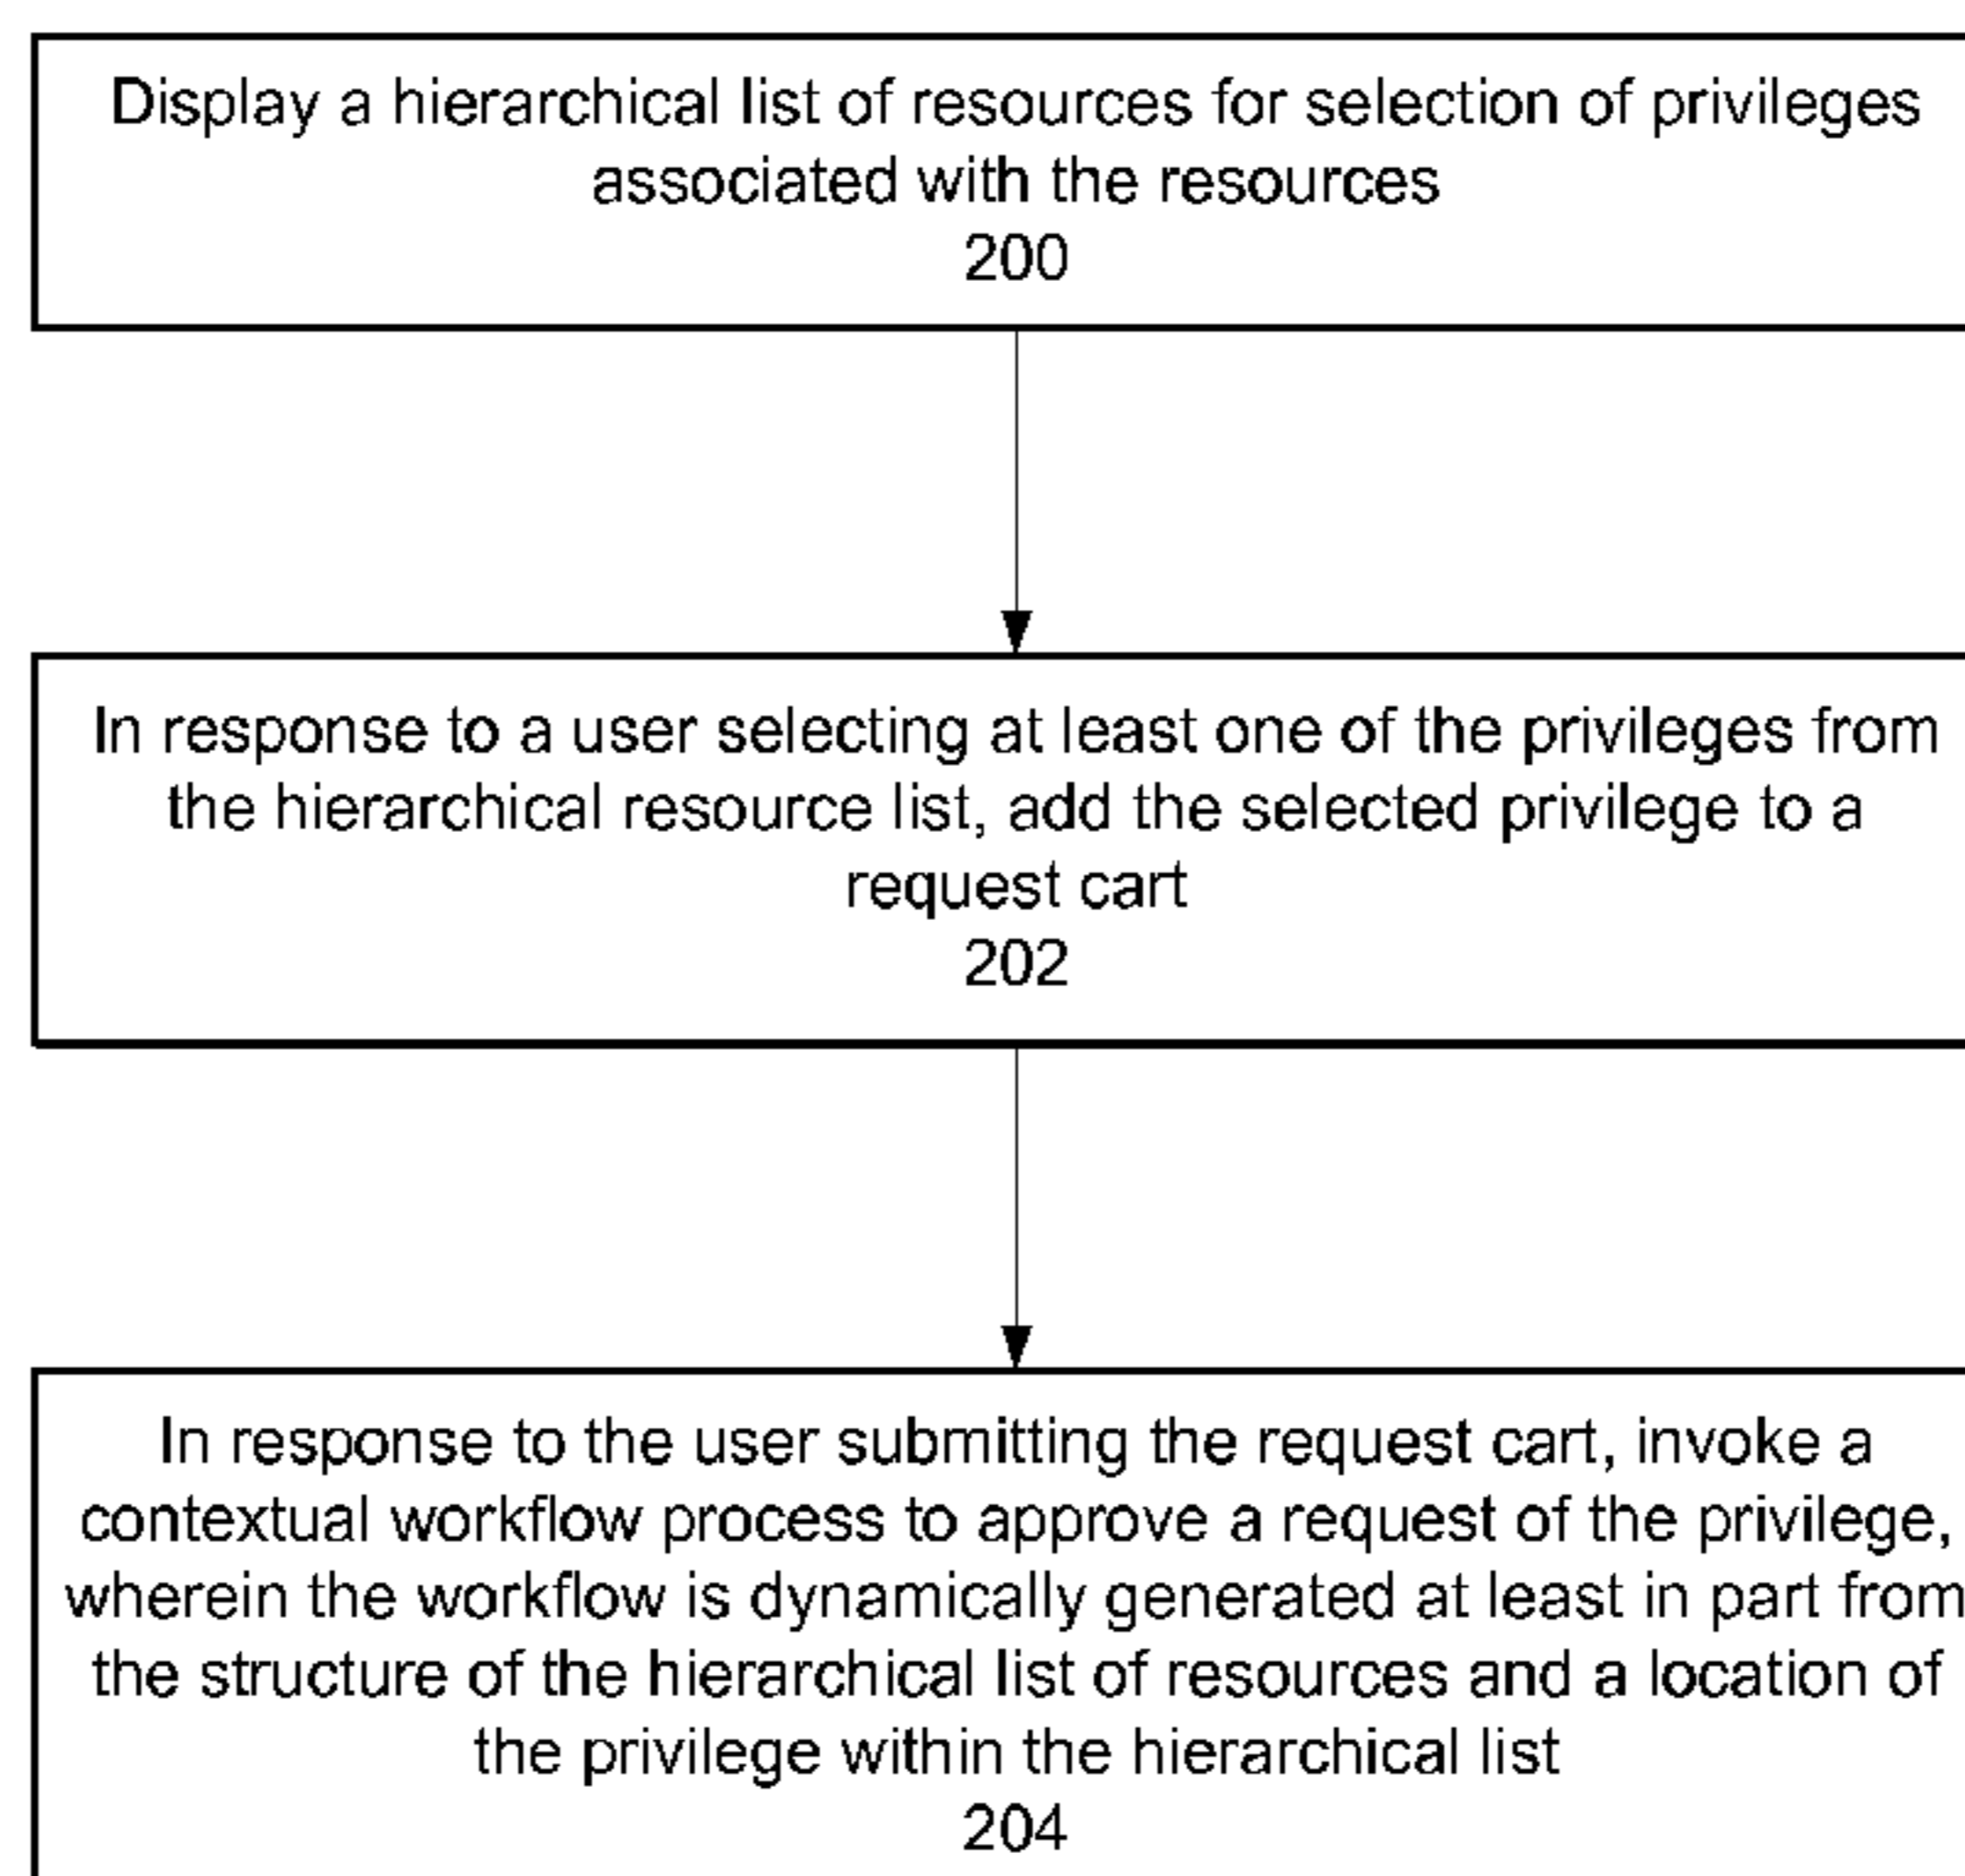 Display a hierarchical list of resources for selection of privileges
associated with the resources
200
In response to a user selecting at least one of the privileges from
the hierarchical resource list, add the selected privilege to a
request cart
202
In response to the user submitting the request cart, invoke a
contextual workflow process to approve a request of the privilege,
wherein the workflow is dynamically generated at least in part from
the structure of the hierarchical list of resources and a location of
the privilege within the hierarchical list
204